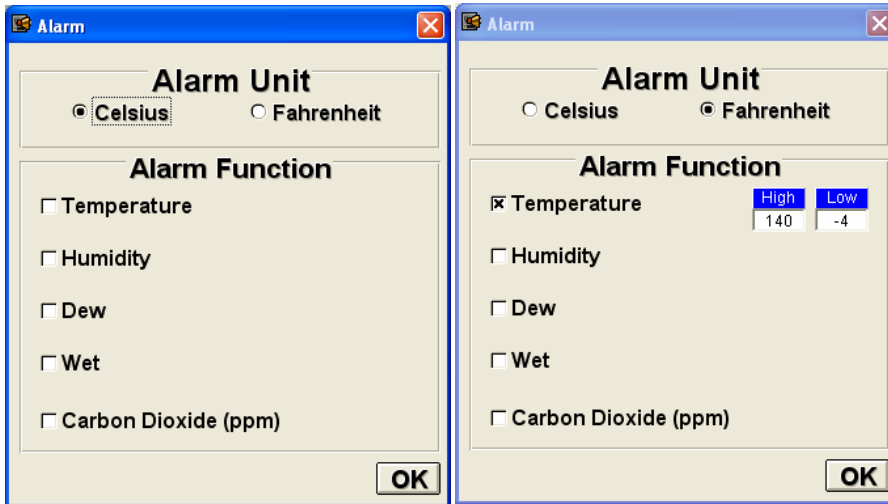 Alarm
Alarm Unit
Celsius Fahrenheit
Alarm Function
Temperature
Humidity
Dew
Wet
Carbon Dioxide (ppm)
OK
Alarm
Alarm Unit
Celsius Fahrenheit
Alarm Function
Temperature High Low
140 -4
Humidity
Dew
Wet
Carbon Dioxide (ppm)
OK